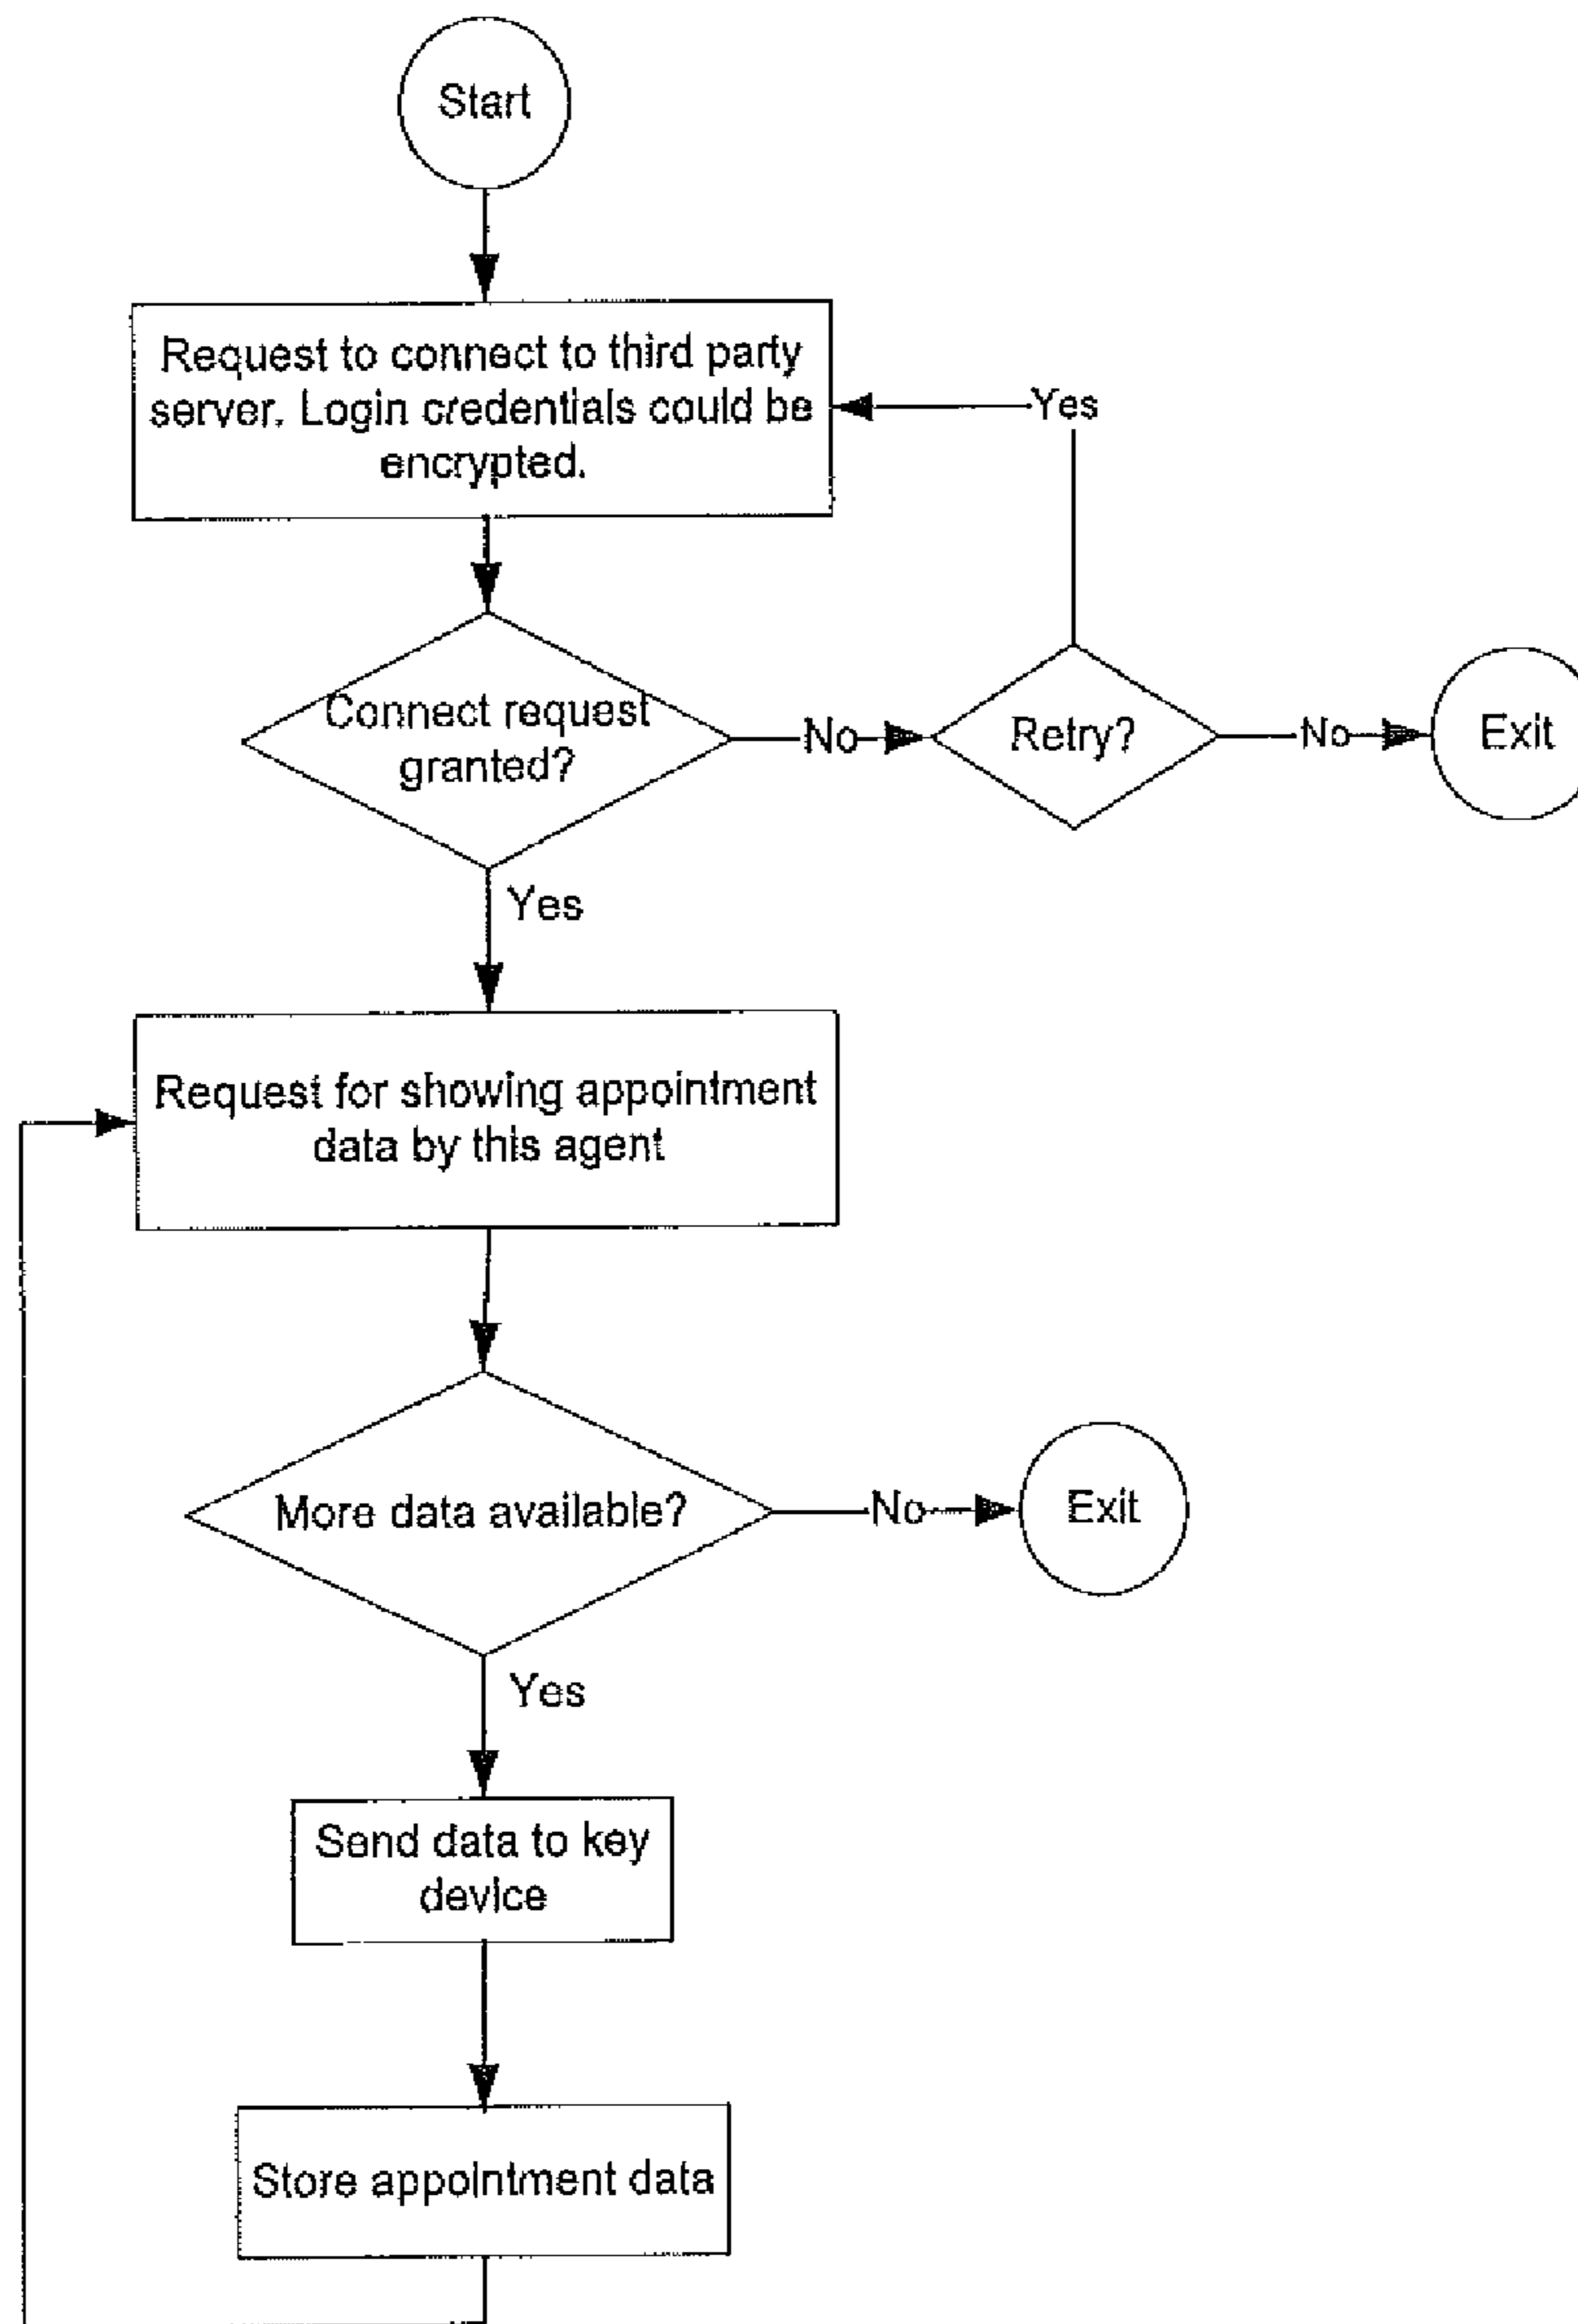 Start
Request to connect to third party
server. Login credentials could be
encrypted.
Yes
Connect request
granted?
No
Retry?
No
Exit
Yes
Request for showing appointment
data by this agent
More data available?
No
Exit
Yes
Send data to key
device
Store appointment data